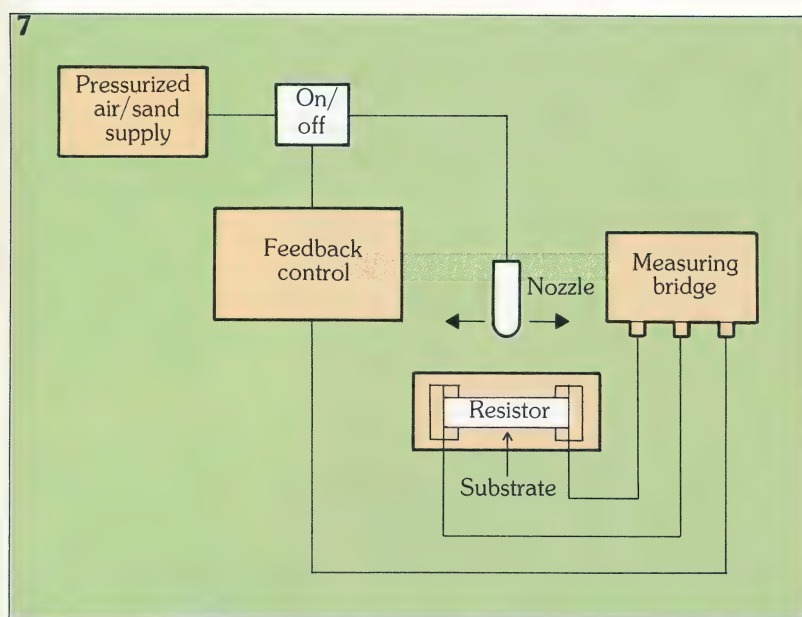 7
Pressurized
air/sand
supply
On/
off
Feedback
control
Nozzle
Measuring
bridge
Resistor
Substrate